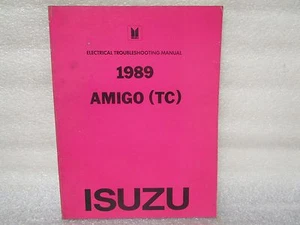 ELECTRICAL TROUBLESHOOTING MANUAL
1989
AMIGO (TC)
ISUZU